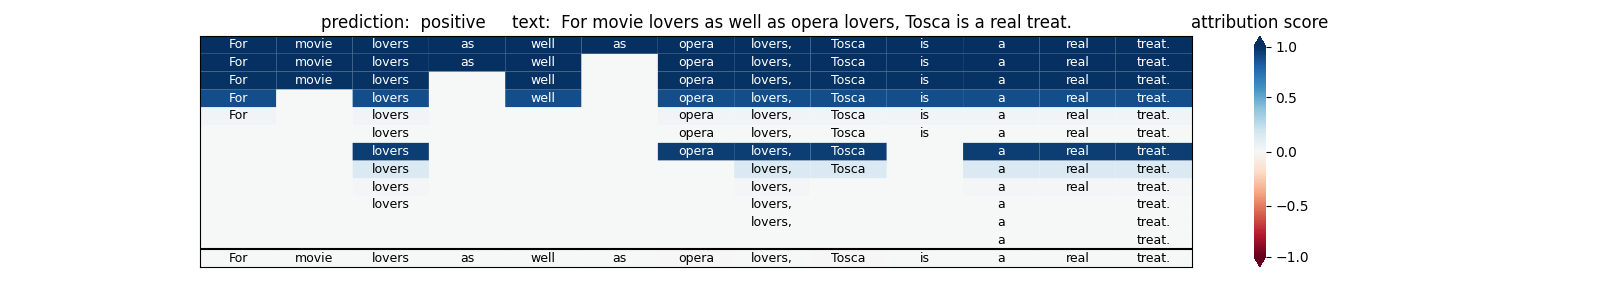 prediction: positive text: For movie lovers as well as opera lovers, Tosca is a real treat. attribution score
For movie lovers as well as opera lovers, Tosca is a real treat. 1.0
For movie lovers as well opera lovers, Tosca is a real treat.
For movie lovers well opera lovers, Tosca is a real treat.
For lovers well opera lovers, Tosca is a real treat. 0.5
For lovers opera lovers, Tosca is a real treat.
lovers opera lovers, Tosca is a real treat.
lovers opera lovers, Tosca a real treat. 0.0
lovers lovers, Tosca a real treat.
lovers lovers, a real treat.
lovers lovers, a treat. −0.5
lovers, a treat.
a treat.
For movie lovers as well as opera lovers, Tosca is a real treat. −1.0